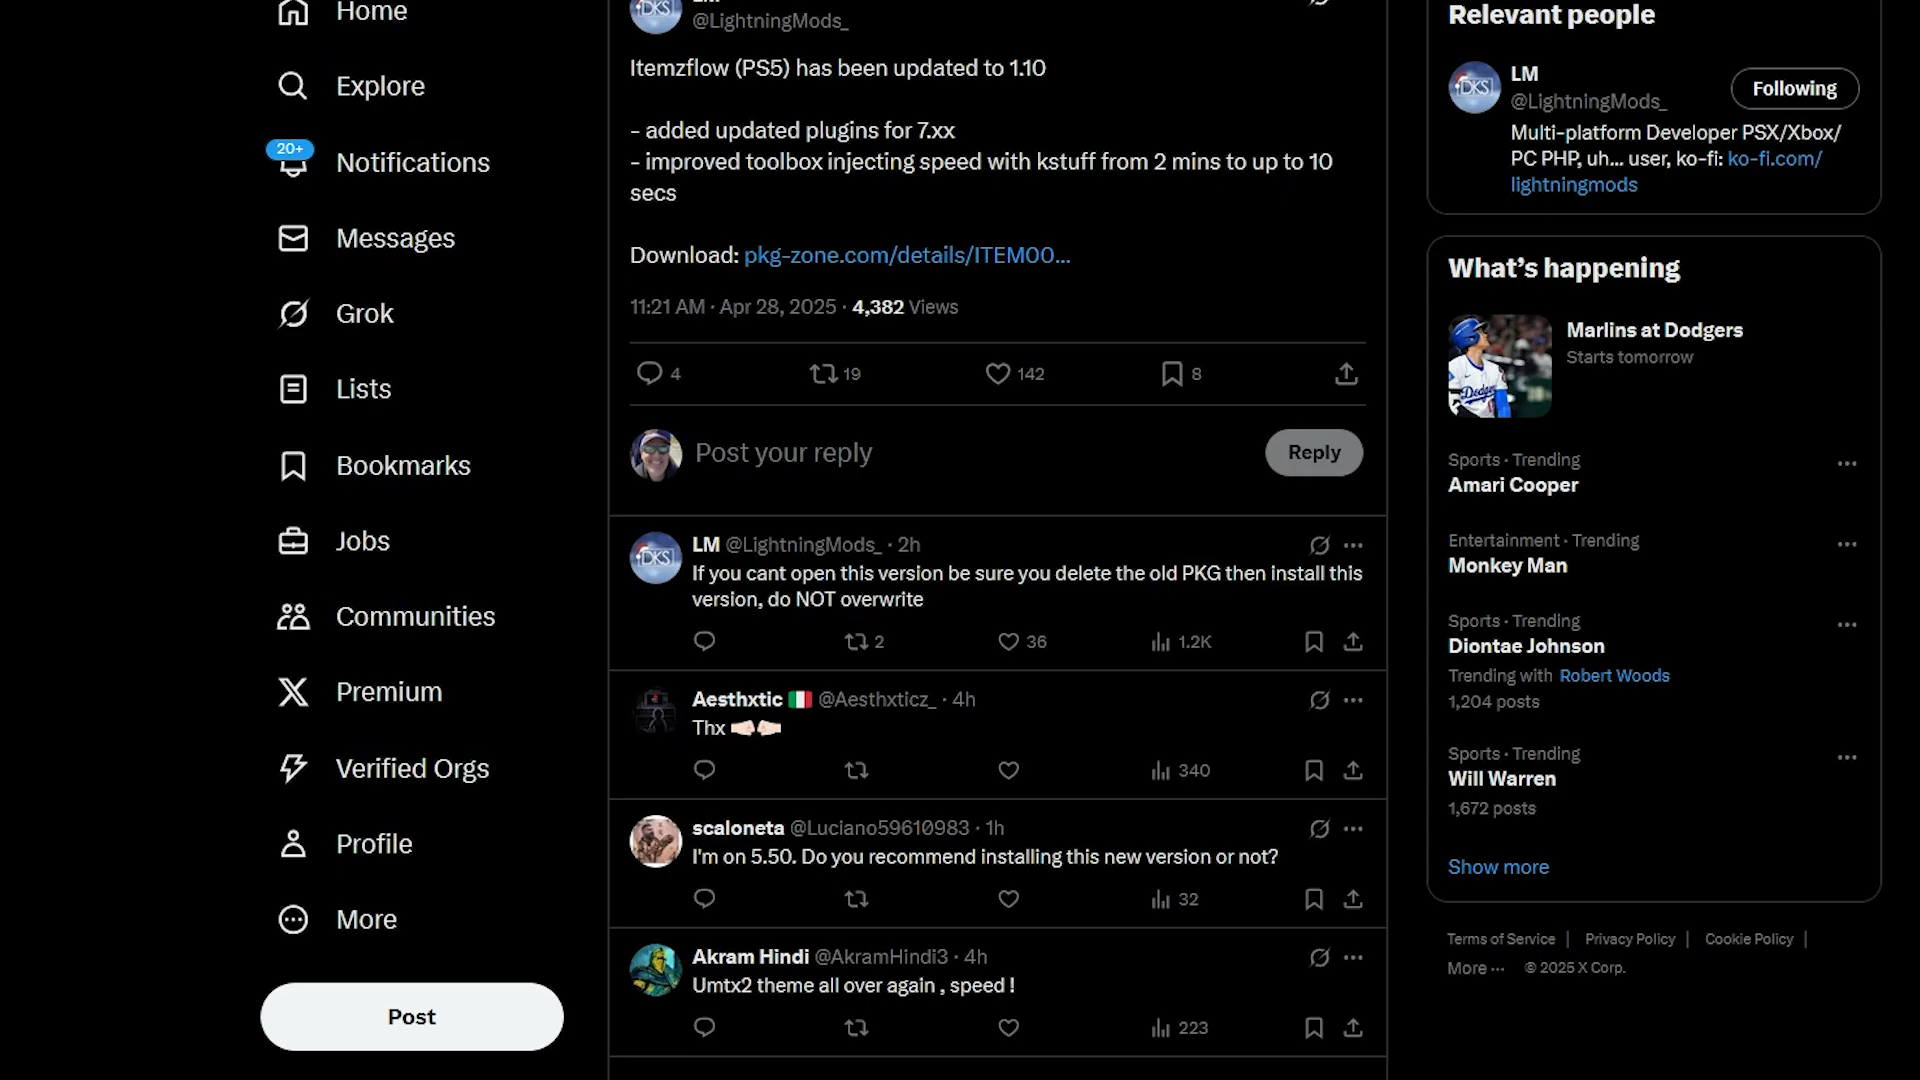 Home
Explore
20+
Notifications
Messages
Grok
Lists
Bookmarks
Jobs
Communities
Premium
Verified Orgs
Profile
More
Post
@LightningMods_
Itemzflow (PS5) has been updated to 1.10
- added updated plugins for 7.xx
- improved toolbox injecting speed with kstuff from 2 mins to up to 10
secs
Download: pkg-zone.com/details/ITEM00...
11:21 AM · Apr 28, 2025 · 4,382 Views
4 19 142 8
Post your reply
Reply
LM @LightningMods_ · 2h
If you cant open this version be sure you delete the old PKG then install this
version, do NOT overwrite
2 36 1.2K
Aesthxtic 🇮🇹 @Aesthxticz_ · 4h
Thx 🤜🏻🤛🏻
340
scaloneta @Luciano59610983 · 1h
I'm on 5.50. Do you recommend installing this new version or not?
32
Akram Hindi @AkramHindi3 · 4h
Umtx2 theme all over again , speed !
223
Relevant people
LM
@LightningMods_
Following
Multi-platform Developer PSX/Xbox/
PC PHP, uh... user, ko-fi: ko-fi.com/
lightningmods
What's happening
Marlins at Dodgers
Starts tomorrow
Sports · Trending
Amari Cooper
Entertainment · Trending
Monkey Man
Sports · Trending
Diontae Johnson
Trending with Robert Woods
1,204 posts
Sports · Trending
Will Warren
1,672 posts
Show more
Terms of Service | Privacy Policy | Cookie Policy |
More ··· © 2025 X Corp.